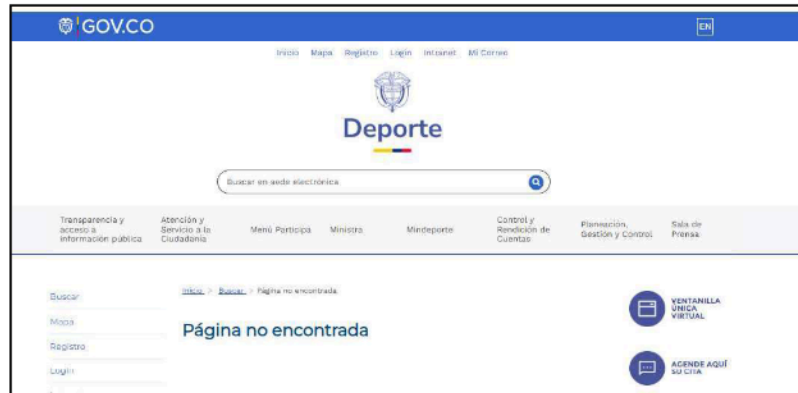 GOV.CO
EN
Inicio Mapa Registro Login Intranet Mi Correo
Deporte
Buscar en sede electrónica
Transparencia y acceso a información pública
Atención y Servicio a la Ciudadanía
Menú Participa
Ministra
Mindeporte
Control y Rendición de Cuentas
Planeación, Gestión y Control
Sala de Prensa
Buscar
Mapa
Registro
Login
Inicio > Buscar > Página no encontrada
Página no encontrada
VENTANILLA
ÚNICA
VIRTUAL
AGENDE AQUÍ
SU CITA